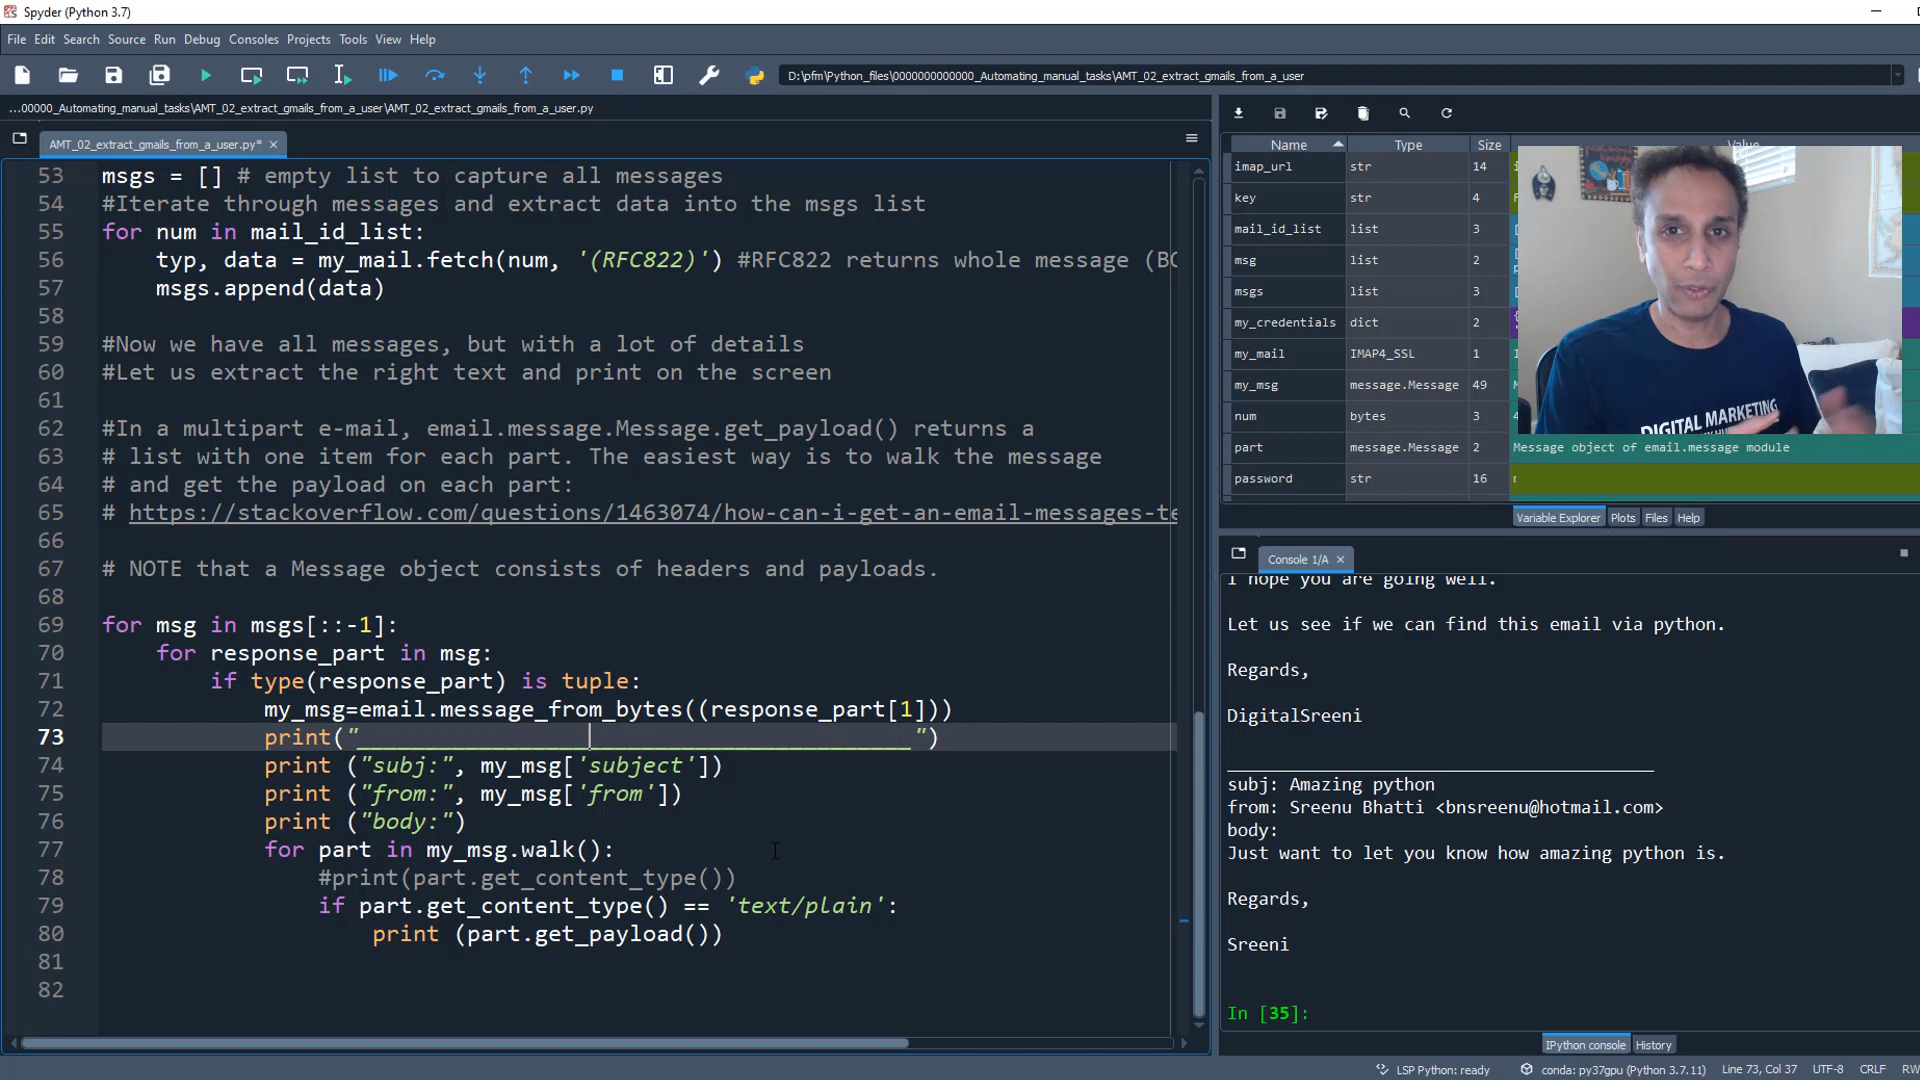 Spyder (Python 3.7)
File Edit Search Source Run Debug Consoles Projects Tools View Help
D:\pfm\Python_files\0000000000000_Automating_manual_tasks\AMT_02_extract_gmails_from_a_user
...00000_Automating_manual_tasks\AMT_02_extract_gmails_from_a_user\AMT_02_extract_gmails_from_a_user.py
AMT_02_extract_gmails_from_a_user.py*
53 msgs = [] # empty list to capture all messages
54 #Iterate through messages and extract data into the msgs list
55 for num in mail_id_list:
56 typ, data = my_mail.fetch(num, '(RFC822)') #RFC822 returns whole message (BO
57 msgs.append(data)
58
59 #Now we have all messages, but with a lot of details
60 #Let us extract the right text and print on the screen
61
62 #In a multipart e-mail, email.message.Message.get_payload() returns a
63 # list with one item for each part. The easiest way is to walk the message
64 # and get the payload on each part:
65 # https://stackoverflow.com/questions/1463074/how-can-i-get-an-email-messages-te
66
67 # NOTE that a Message object consists of headers and payloads.
68
69 for msg in msgs[::-1]:
70 for response_part in msg:
71 if type(response_part) is tuple:
72 my_msg=email.message_from_bytes((response_part[1]))
73 print("_________________________________________")
74 print ("subj:", my_msg['subject'])
75 print ("from:", my_msg['from'])
76 print ("body:")
77 for part in my_msg.walk():
78 #print(part.get_content_type())
79 if part.get_content_type() == 'text/plain':
80 print (part.get_payload())
81
82
Name Type Size Value
imap_url str 14
key str 4
mail_id_list list 3
msg list 2
msgs list 3
my_credentials dict 2
my_mail IMAP4_SSL 1
my_msg message.Message 49
num bytes 3
part message.Message 2 Message object of email.message module
password str 16
DIGITAL MARKETING
Variable Explorer Plots Files Help
Console 1/A
I hope you are going well.
Let us see if we can find this email via python.
Regards,
DigitalSreeni
_________________________________________
subj: Amazing python
from: Sreenu Bhatti <bnsreenu@hotmail.com>
body:
Just want to let you know how amazing python is.
Regards,
Sreeni
In [35]:
IPython console History
LSP Python: ready conda: py37gpu (Python 3.7.11) Line 73, Col 37 UTF-8 CRLF RW